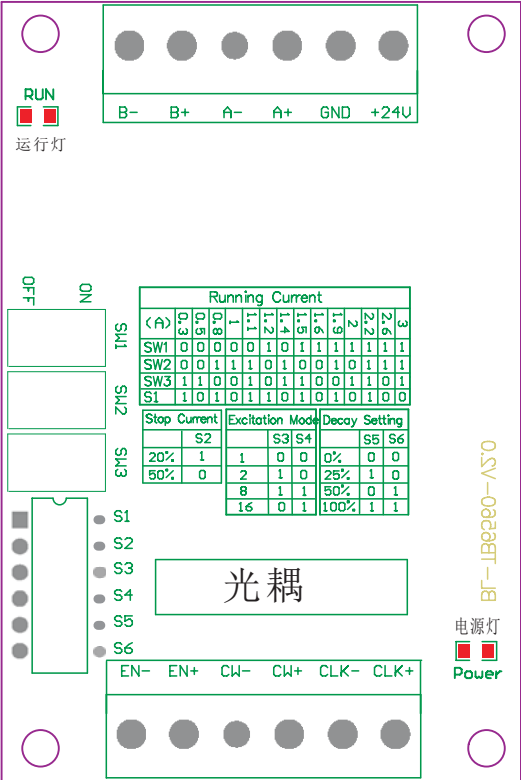 B- B+ A- A+ GND +24V
RUN
运行灯
OFF ON
SW1
SW2
SW3
Running Current
(A) 0.3 0.5 0.8 1 1.1 1.2 1.4 1.5 1.6 1.9 2 2.2 2.6 3
SW1 0 0 0 0 0 1 0 1 1 1 1 1 1 1
SW2 0 0 1 1 1 0 1 0 0 1 0 1 1 1
SW3 1 1 0 0 1 0 1 0 1 0 1 0 1 1
S1 1 0 1 0 1 1 0 0 1 1 0 0 1 0
Stop Current
S2
20% 1
50% 0
Excitation Mode
S3 S4
1 0 0
2 1 0
8 1 1
16 0 1
Decay Setting
S5 S6
0% 0 0
25% 1 0
50% 0 1
100% 1 1
S1
S2
S3
S4
S5
S6
光耦
BL-TB6560-V2.0
电源灯
Power
EN- EN+ CW- CW+ CLK- CLK+